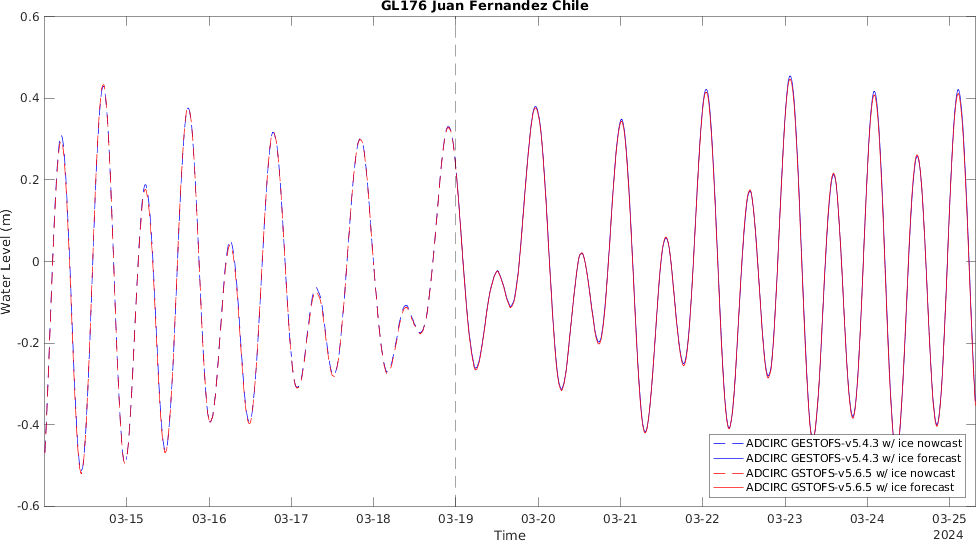 GL176 Juan Fernandez Chile
Water Level (m)
0.6
0.4
0.2
0
-0.2
-0.4
-0.6
03-15
03-16
03-17
03-18
03-19
03-20
03-21
03-22
03-23
03-24
03-25
2024
Time
ADCIRC GESTOFS-v5.4.3 w/ ice nowcast
ADCIRC GESTOFS-v5.4.3 w/ ice forecast
ADCIRC GSTOFS-v5.6.5 w/ ice nowcast
ADCIRC GSTOFS-v5.6.5 w/ ice forecast